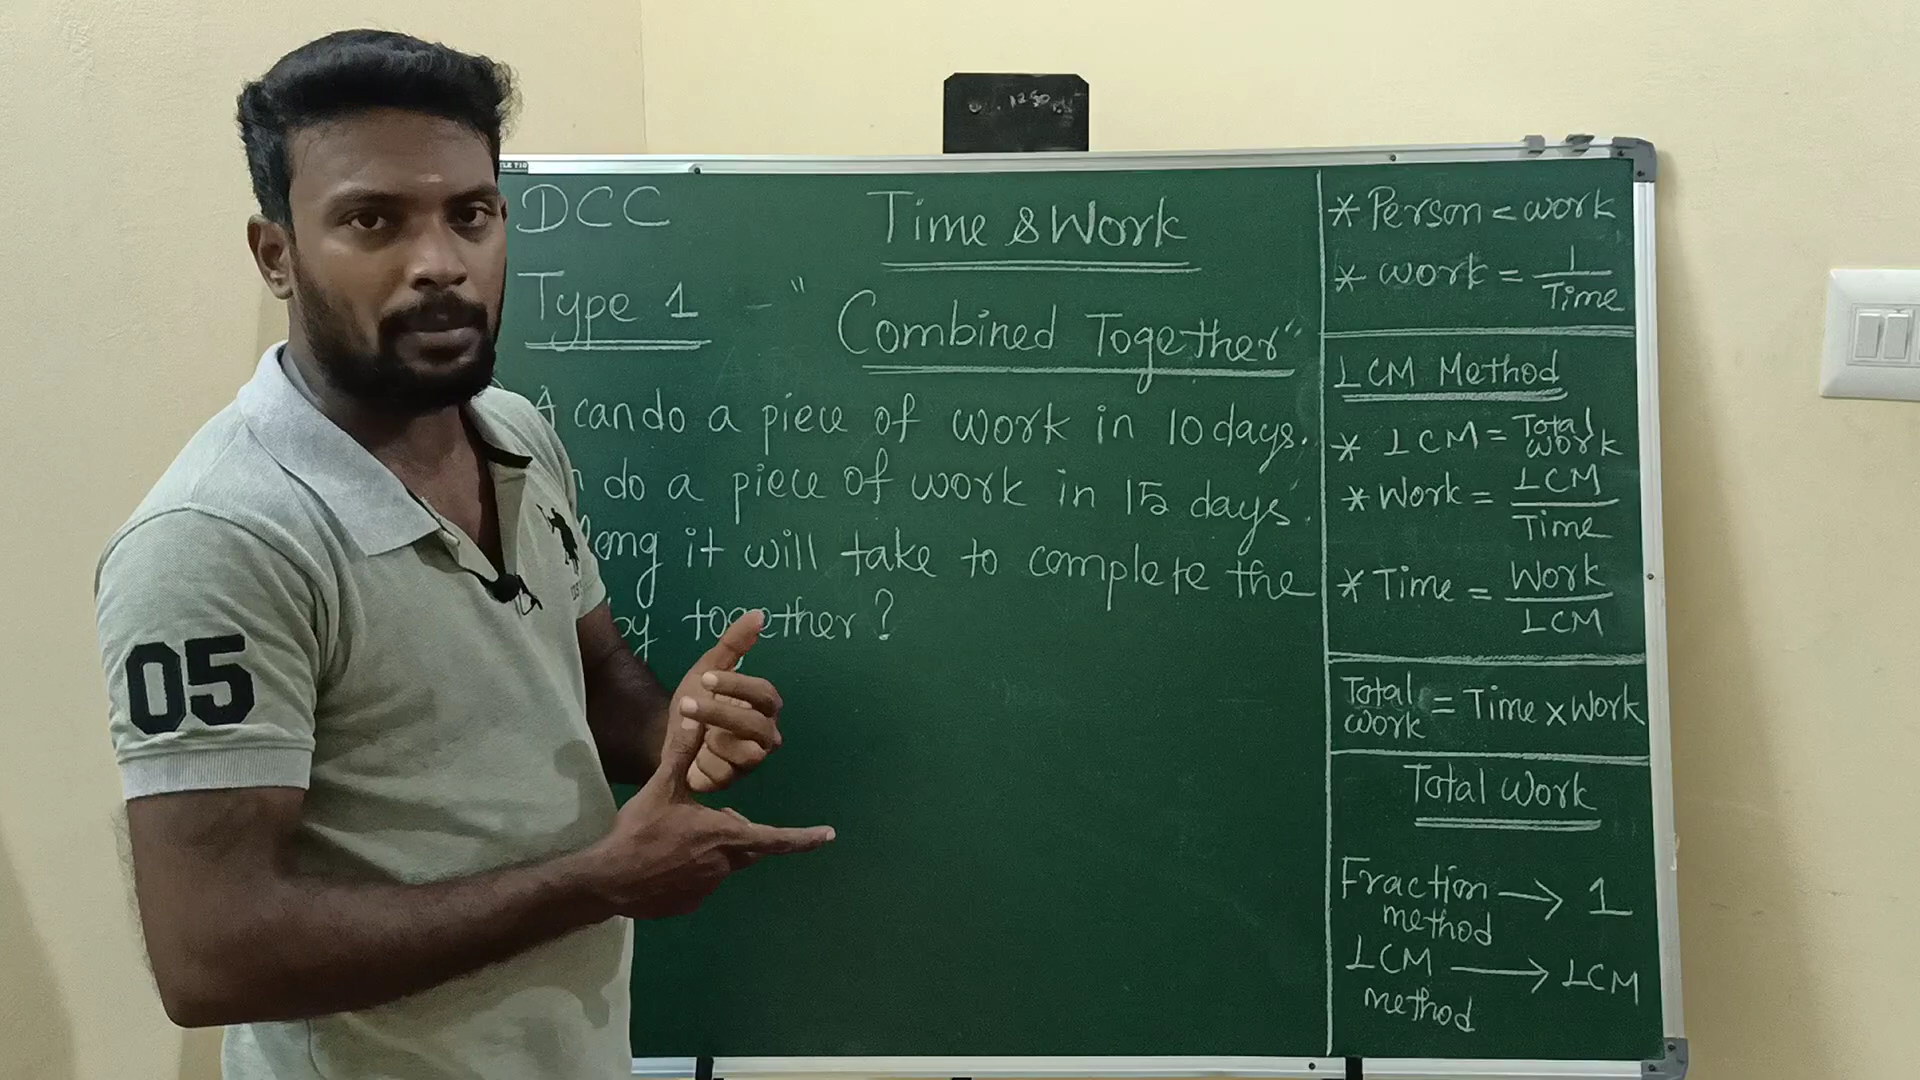 DCC
Time & Work
Type 1 - "Combined Together"
A can do a piece of work in 10 days.
do a piece of work in 15 days.
long it will take to complete the
by together?
* Person = work
* work = 1/Time
LCM Method
* LCM = Total work
* Work = LCM/Time
* Time = Work/LCM
Total work = Time x Work
Total Work
Fraction method → 1
LCM method → LCM
05
1250